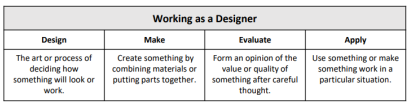 Working as a Designer
Design Make Evaluate Apply
The art or process of
deciding how
something will look or
work.
Create something by
combining materials or
putting parts together.
Form an opinion of the
value or quality of
something after careful
thought.
Use something or make
something work in a
particular situation.